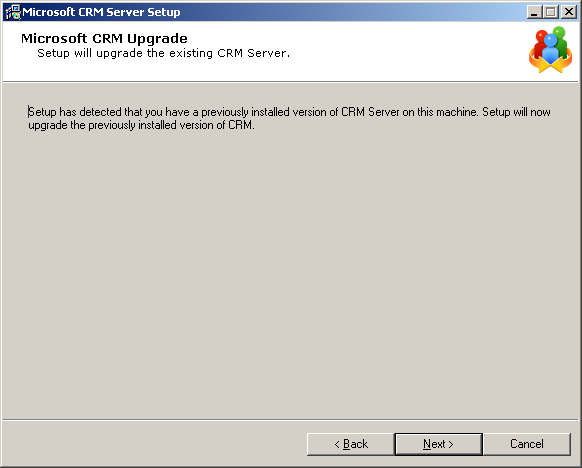 Microsoft CRM Server Setup
Microsoft CRM Upgrade
Setup will upgrade the existing CRM Server.
Setup has detected that you have a previously installed version of CRM Server on this machine. Setup will now
upgrade the previously installed version of CRM.
< Back
Next >
Cancel